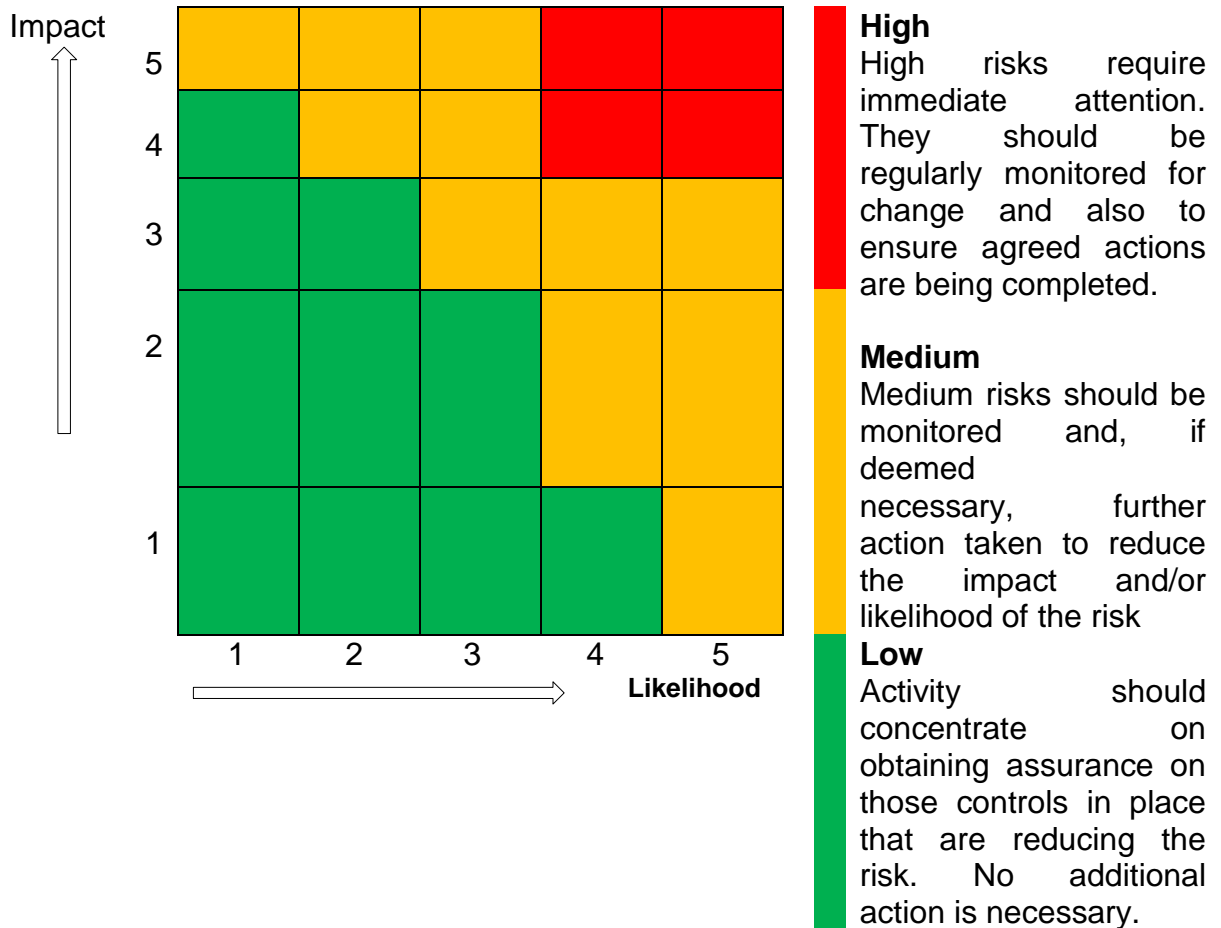 Impact
5
4
3
2
1
1 2 3 4 5
Likelihood
High
High risks require
immediate attention.
They should be
regularly monitored for
change and also to
ensure agreed actions
are being completed.
Medium
Medium risks should be
monitored and, if
deemed
necessary, further
action taken to reduce
the impact and/or
likelihood of the risk
Low
Activity should
concentrate on
obtaining assurance on
those controls in place
that are reducing the
risk. No additional
action is necessary.